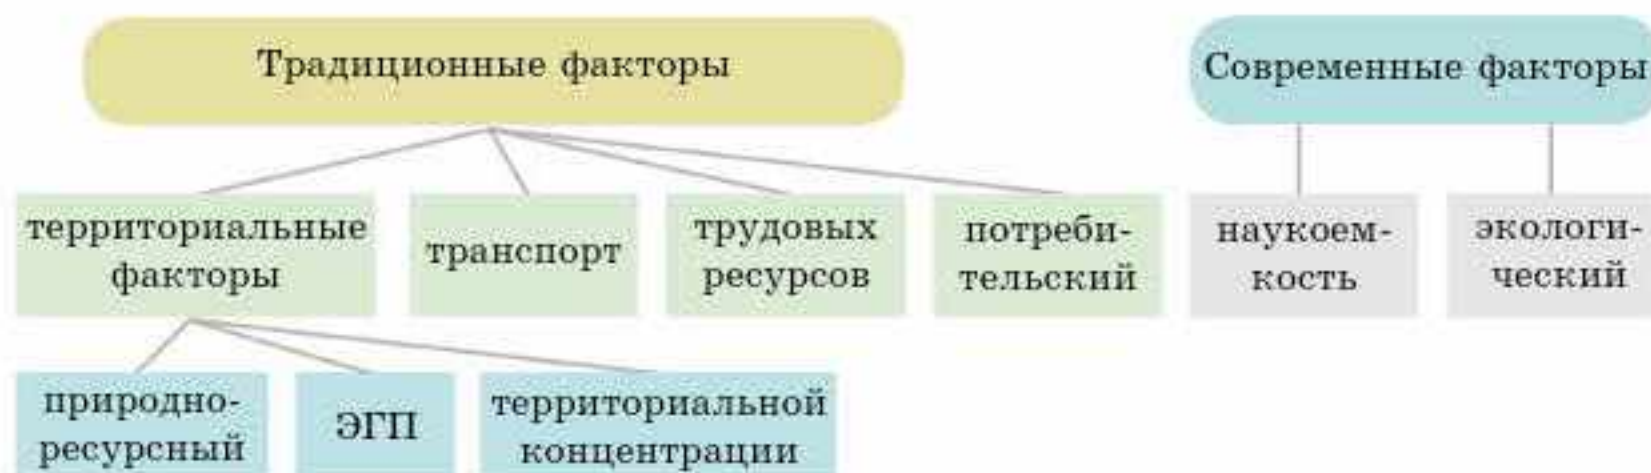 Традиционные факторы
Современные факторы
территориальные
факторы
транспорт
трудовых
ресурсов
потреби-
тельский
наукоем-
кость
экологи-
ческий
природно-
ресурсный
ЭГП
территориальной
концентрации